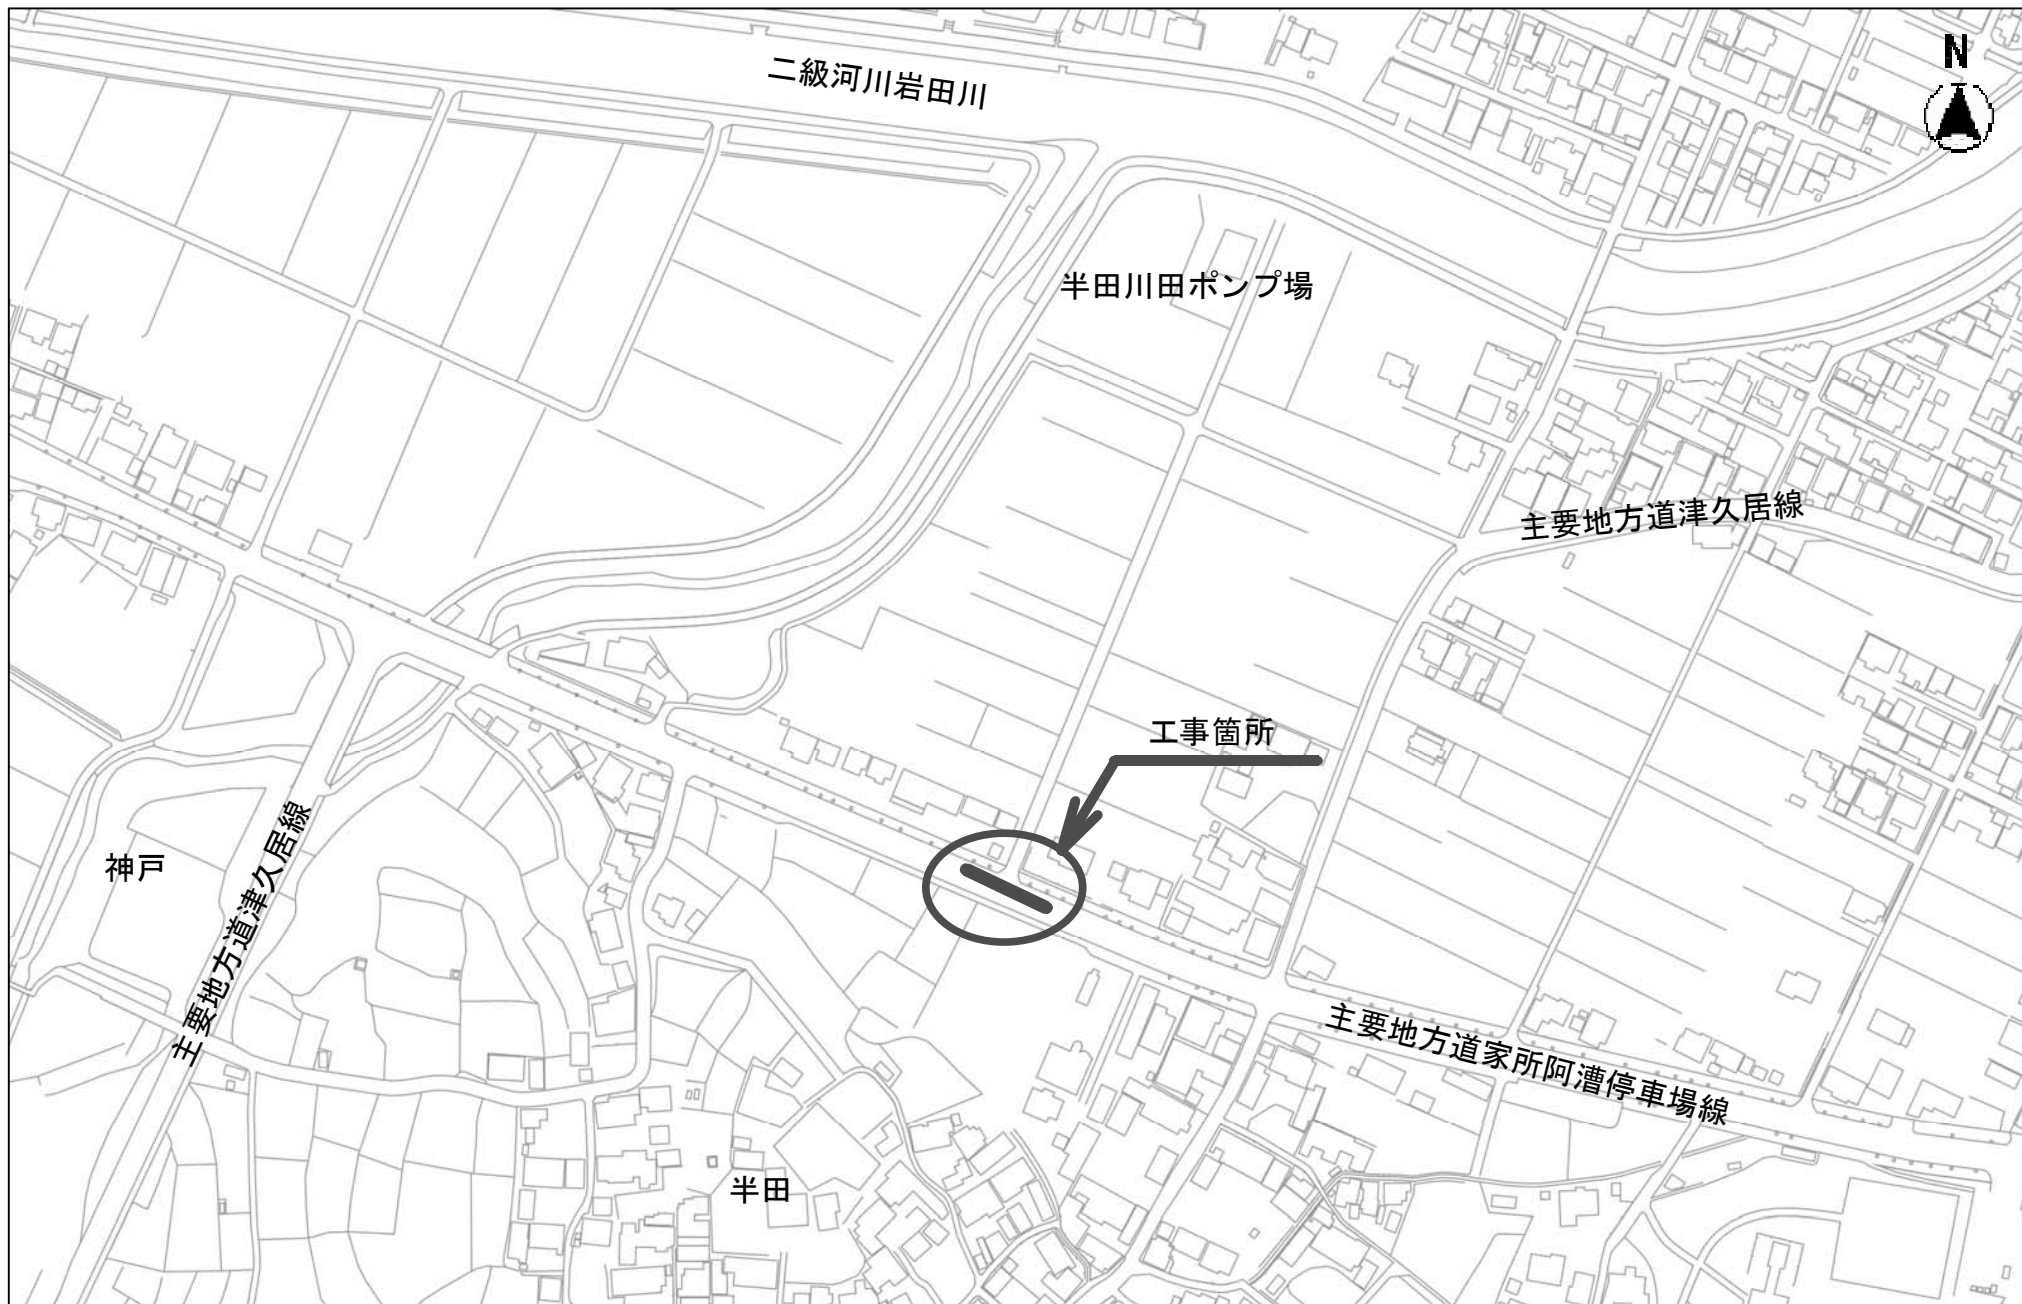 N
二級河川岩田川
半田川田ポンプ場
主要地方道津久居線
工事箇所
主要地方道津久居線
神戸
主要地方道家所阿漕停車場線
半田